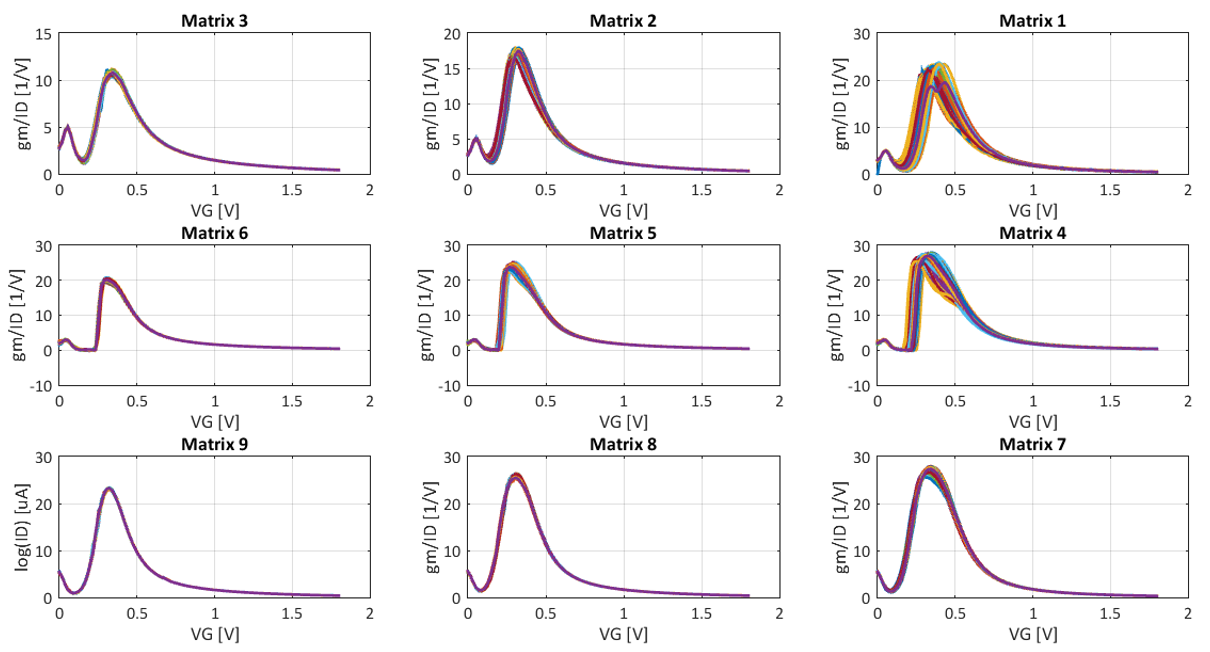 Matrix 3
15
10
5
0
gm/ID [1/V]
0 0.5 1 1.5 2
VG [V]
Matrix 2
20
15
10
5
0
gm/ID [1/V]
0 0.5 1 1.5 2
VG [V]
Matrix 1
30
20
10
0
gm/ID [1/V]
0 0.5 1 1.5 2
VG [V]
Matrix 6
30
20
10
0
-10
gm/ID [1/V]
0 0.5 1 1.5 2
VG [V]
Matrix 5
30
20
10
0
-10
gm/ID [1/V]
0 0.5 1 1.5 2
VG [V]
Matrix 4
30
20
10
0
-10
gm/ID [1/V]
0 0.5 1 1.5 2
VG [V]
Matrix 9
30
20
10
0
log(ID) [uA]
0 0.5 1 1.5 2
VG [V]
Matrix 8
30
20
10
0
gm/ID [1/V]
0 0.5 1 1.5 2
VG [V]
Matrix 7
30
20
10
0
gm/ID [1/V]
0 0.5 1 1.5 2
VG [V]